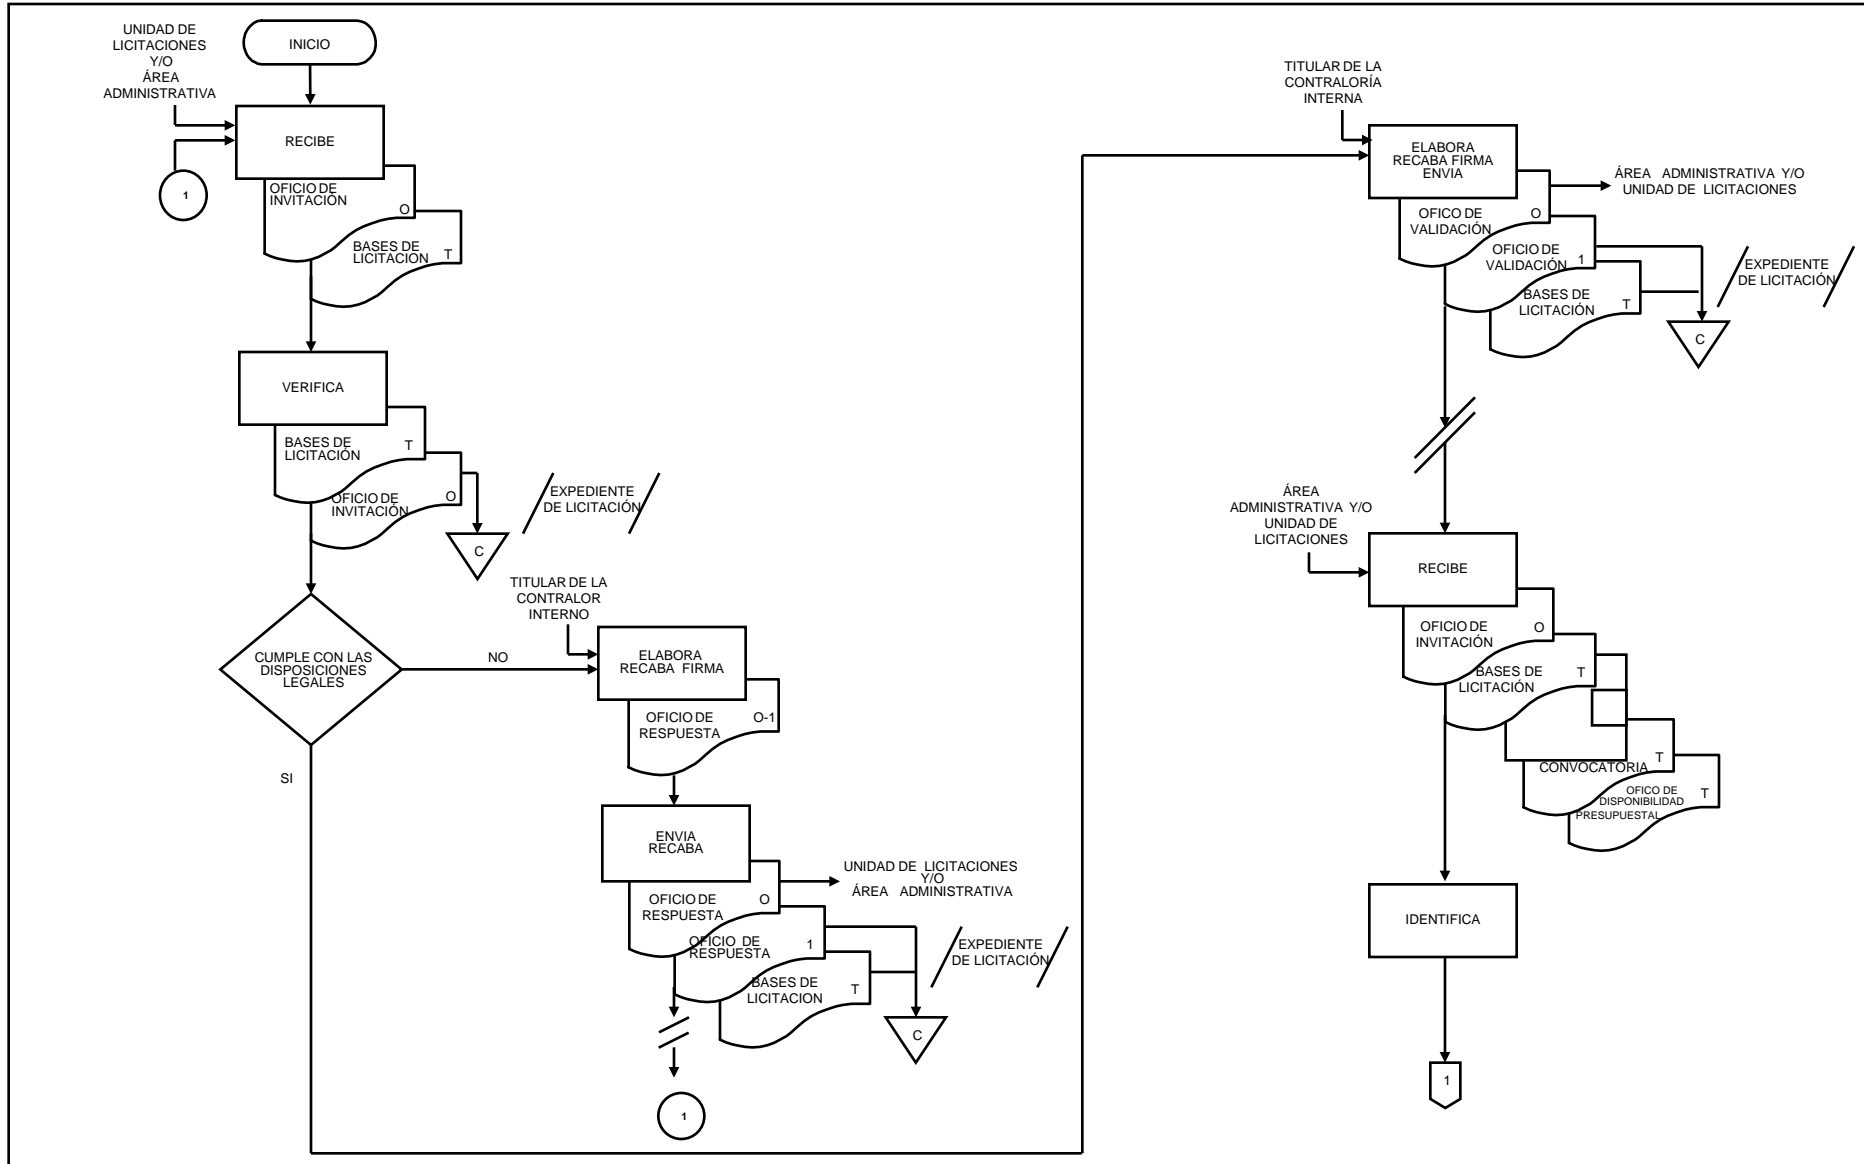 UNIDAD DE
LICITACIONES
Y/O
ÁREA
ADMINISTRATIVA
INICIO
RECIBE
1
OFICIO DE
INVITACIÓN
O
BASES DE
LICITACION
T
VERIFICA
BASES DE
LICITACIÓN
T
OFICIO DE
INVITACIÓN
O
EXPEDIENTE
DE LICITACIÓN
C
CUMPLE CON LAS
DISPOSICIONES
LEGALES
NO
SI
TITULAR DE LA
CONTRALOR
INTERNO
ELABORA
RECABA FIRMA
OFICIO DE
RESPUESTA
O-1
ENVIA
RECABA
OFICIO DE
RESPUESTA
O
UNIDAD DE LICITACIONES
Y/O
ÁREA ADMINISTRATIVA
OFICIO DE
RESPUESTA
1
BASES DE
LICITACION
T
EXPEDIENTE
DE LICITACIÓN
C
1
TITULAR DE LA
CONTRALORÍA
INTERNA
ELABORA
RECABA FIRMA
ENVIA
ÁREA ADMINISTRATIVA Y/O
UNIDAD DE LICITACIONES
OFICO DE
VALIDACIÓN
O
OFICIO DE
VALIDACIÓN
1
BASES DE
LICITACIÓN
T
EXPEDIENTE
DE LICITACIÓN
C
ÁREA
ADMINISTRATIVA Y/O
UNIDAD DE
LICITACIONES
RECIBE
OFICIO DE
INVITACIÓN
O
BASES DE
LICITACIÓN
T
CONVOCATORIA
T
OFICO DE
DISPONIBILIDAD
PRESUPUESTAL
T
IDENTIFICA
1